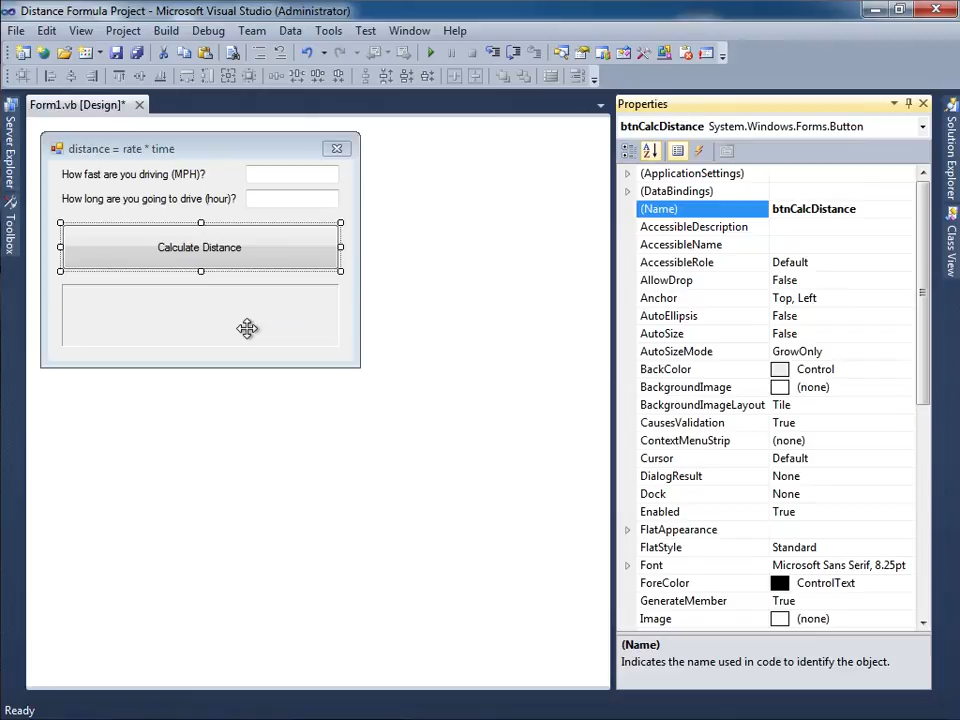 Distance Formula Project - Microsoft Visual Studio (Administrator)
File Edit View Project Build Debug Team Data Tools Test Window Help
Form1.vb [Design]*
Server Explorer
Toolbox
distance = rate * time
How fast are you driving (MPH)?
How long are you going to drive (hour)?
Calculate Distance
Properties
btnCalcDistance System.Windows.Forms.Button
(ApplicationSettings)
(DataBindings)
(Name) btnCalcDistance
AccessibleDescription
AccessibleName
AccessibleRole Default
AllowDrop False
Anchor Top, Left
AutoEllipsis False
AutoSize False
AutoSizeMode GrowOnly
BackColor Control
BackgroundImage (none)
BackgroundImageLayout Tile
CausesValidation True
ContextMenuStrip (none)
Cursor Default
DialogResult None
Dock None
Enabled True
FlatAppearance
FlatStyle Standard
Font Microsoft Sans Serif, 8.25pt
ForeColor ControlText
GenerateMember True
Image (none)
(Name)
Indicates the name used in code to identify the object.
Solution Explorer
Class View
Ready